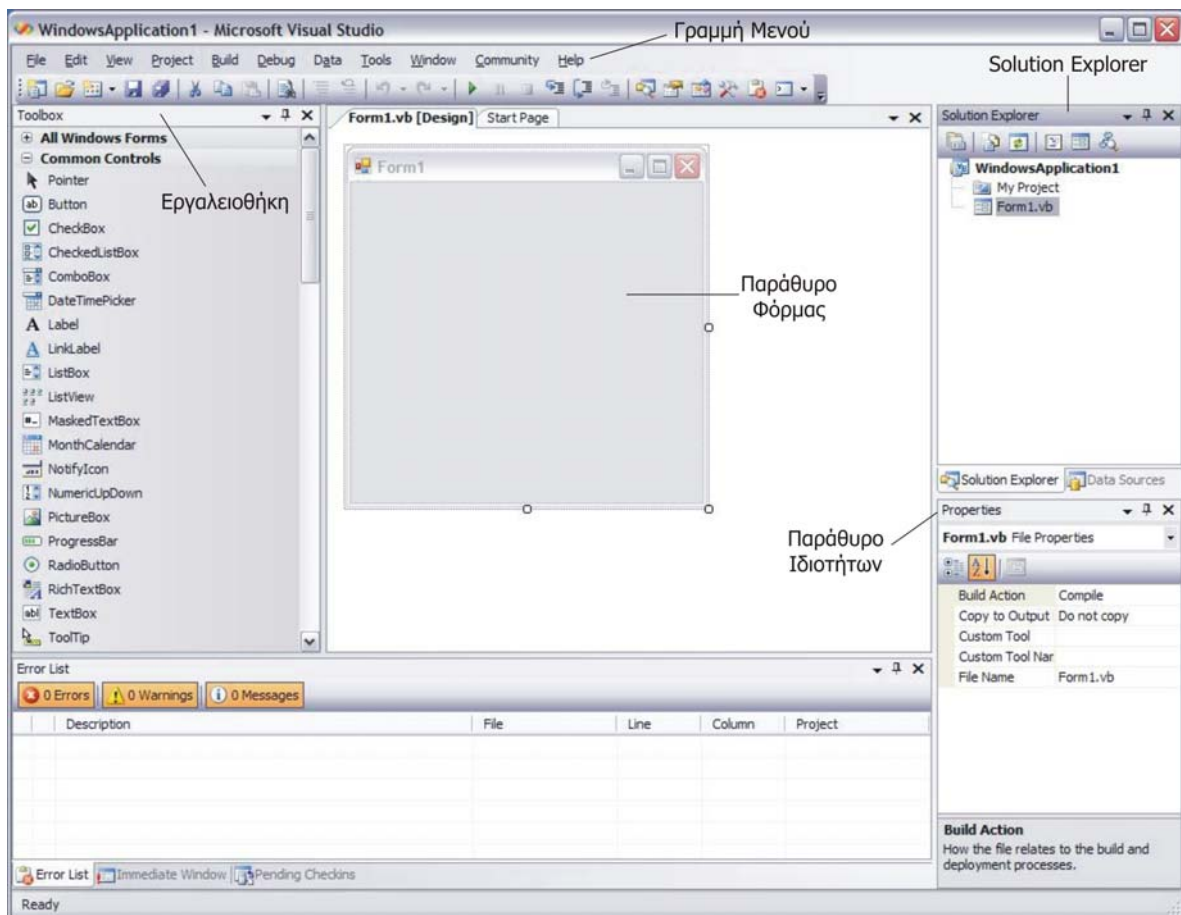 WindowsApplication1 - Microsoft Visual Studio
Γραμμή Μενού
File Edit View Project Build Debug Data Tools Window Community Help
Solution Explorer
Toolbox
All Windows Forms
Common Controls
Pointer
Button
CheckBox
CheckedListBox
ComboBox
DateTimePicker
Label
LinkLabel
ListBox
ListView
MaskedTextBox
MonthCalendar
NotifyIcon
NumericUpDown
PictureBox
ProgressBar
RadioButton
RichTextBox
TextBox
ToolTip
Εργαλειοθήκη
Form1.vb [Design] Start Page
Form1
Παράθυρο
Φόρμας
Solution Explorer
WindowsApplication1
My Project
Form1.vb
Solution Explorer Data Sources
Παράθυρο
Ιδιοτήτων
Properties
Form1.vb File Properties
Build Action Compile
Copy to Output Do not copy
Custom Tool
Custom Tool Nar
File Name Form1.vb
Build Action
How the file relates to the build and
deployment processes.
Error List
0 Errors 0 Warnings 0 Messages
Description File Line Column Project
Error List Immediate Window Pending Checkins
Ready